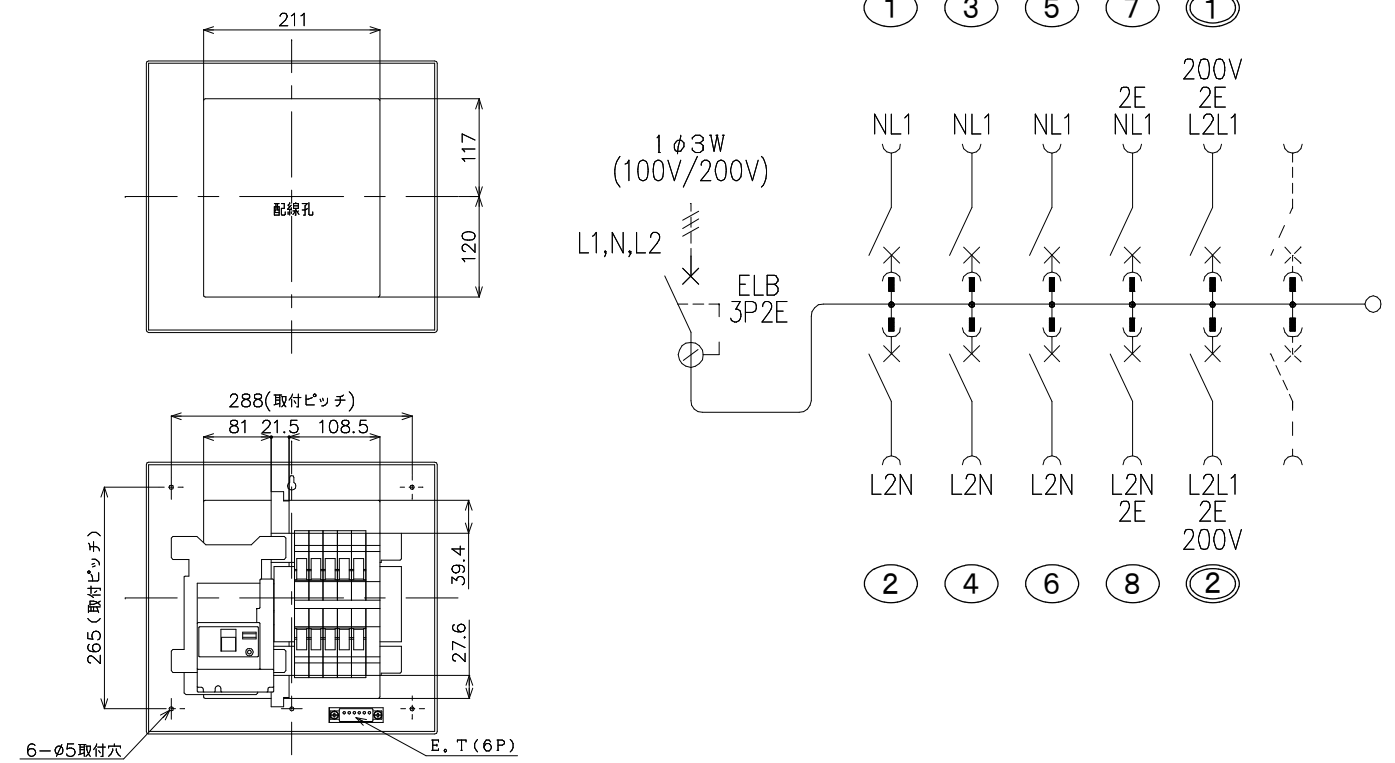 211
117
120
配線孔
288(取付ピッチ)
81 21.5 108.5
265(取付ピッチ)
39.4
27.6
6-φ5取付穴
E.T(6P)
1 3 5 7 1
200V
2E 2E
NL1 NL1 NL1 NL1 L2L1
1φ3W
(100V/200V)
L1,N,L2
ELB
3P2E
L2N L2N L2N L2N L2L1
2E 2E
200V
2 4 6 8 2